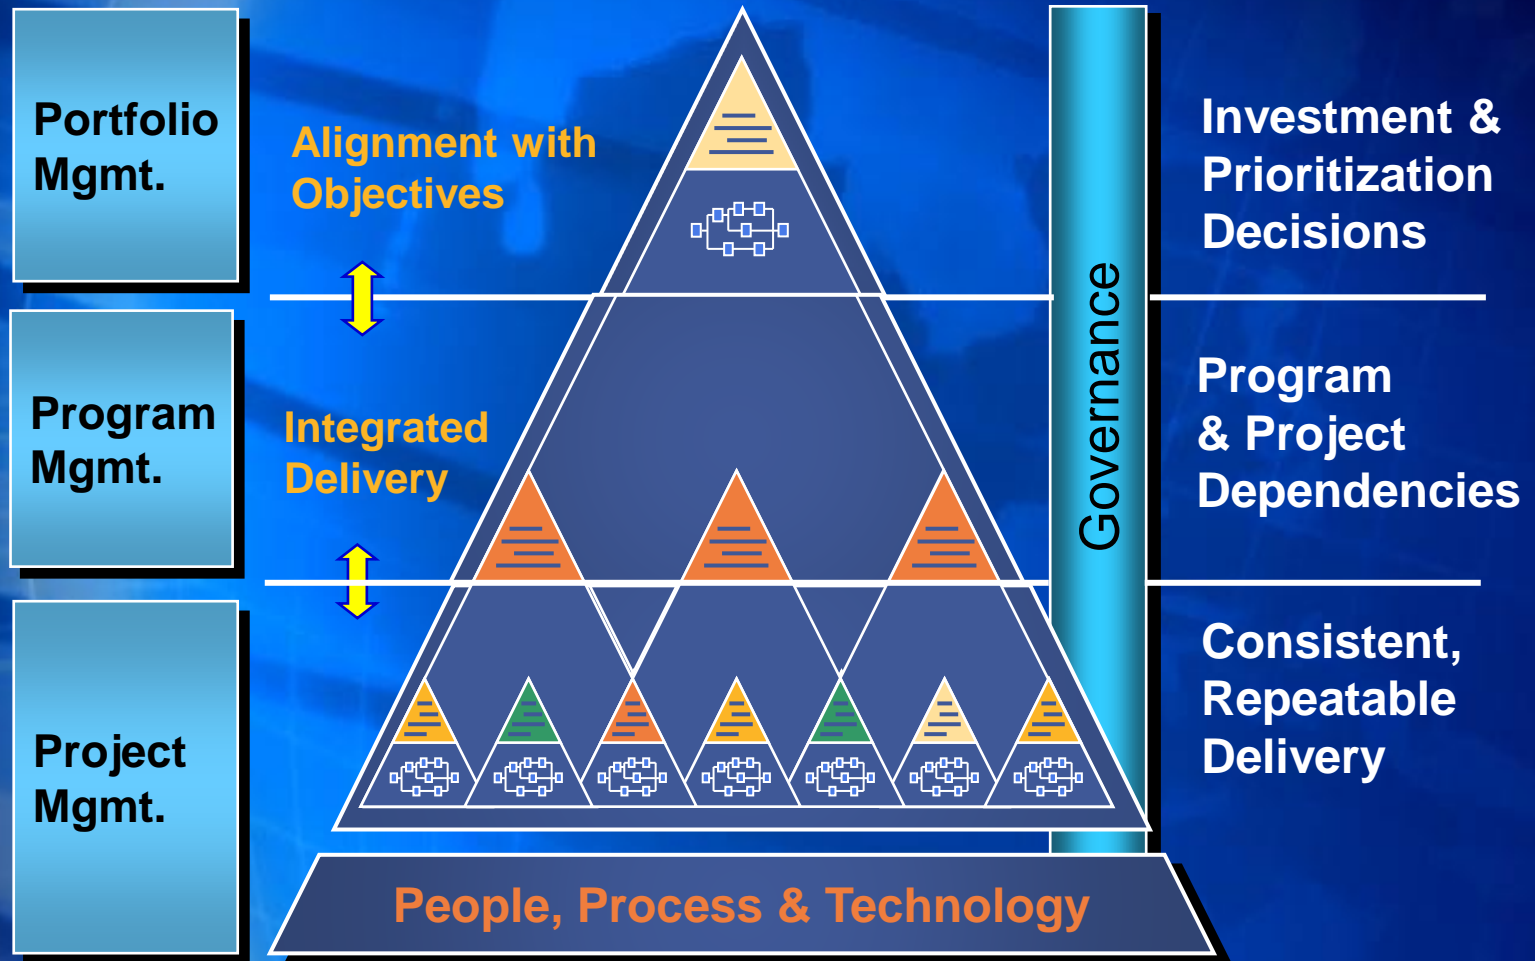 Portfolio
Mgmt.
Alignment with
Objectives
Investment &
Prioritization
Decisions
Governance
Program
Mgmt.
Integrated
Delivery
Program
& Project
Dependencies
Project
Mgmt.
Consistent,
Repeatable
Delivery
People, Process & Technology